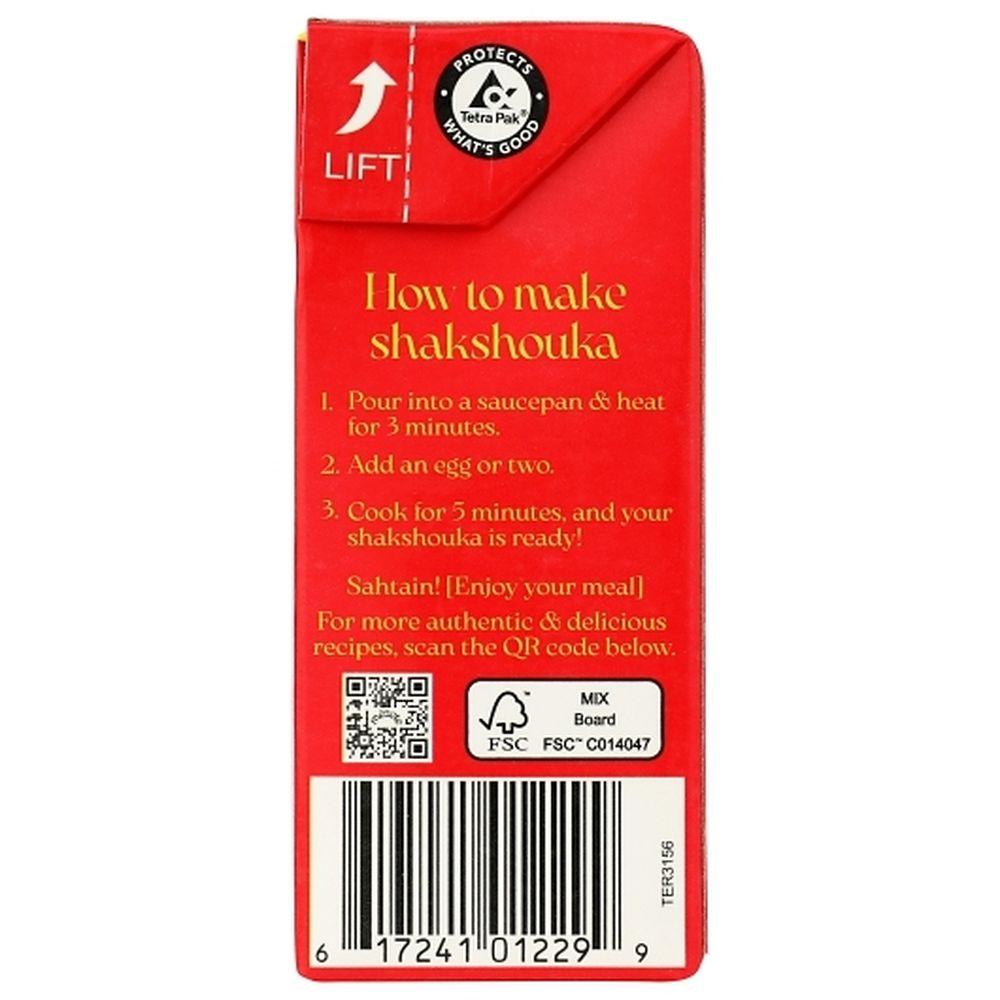 LIFT
PROTECTS
Tetra Pak®
WHAT'S GOOD
How to make
shakshouka
1. Pour into a saucepan & heat
for 3 minutes.
2. Add an egg or two.
3. Cook for 5 minutes, and your
shakshouka is ready!
Sahtain! [Enjoy your meal]
For more authentic & delicious
recipes, scan the QR code below.
FSC™
MIX
Board
FSC™ C014047
TER3156
6 17241 01229 9